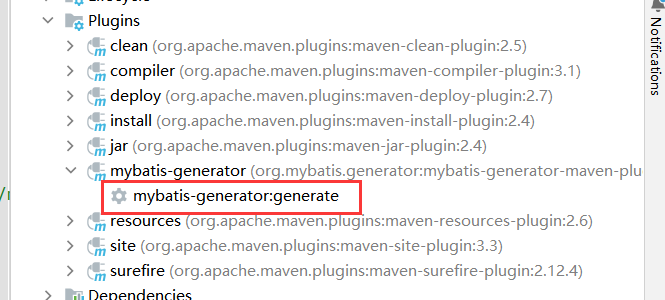 Lifecycle
Plugins
clean (org.apache.maven.plugins:maven-clean-plugin:2.5)
compiler (org.apache.maven.plugins:maven-compiler-plugin:3.1)
deploy (org.apache.maven.plugins:maven-deploy-plugin:2.7)
install (org.apache.maven.plugins:maven-install-plugin:2.4)
jar (org.apache.maven.plugins:maven-jar-plugin:2.4)
mybatis-generator (org.mybatis.generator:mybatis-generator-maven-plu
mybatis-generator:generate
resources (org.apache.maven.plugins:maven-resources-plugin:2.6)
site (org.apache.maven.plugins:maven-site-plugin:3.3)
surefire (org.apache.maven.plugins:maven-surefire-plugin:2.12.4)
Dependencies
Notifications